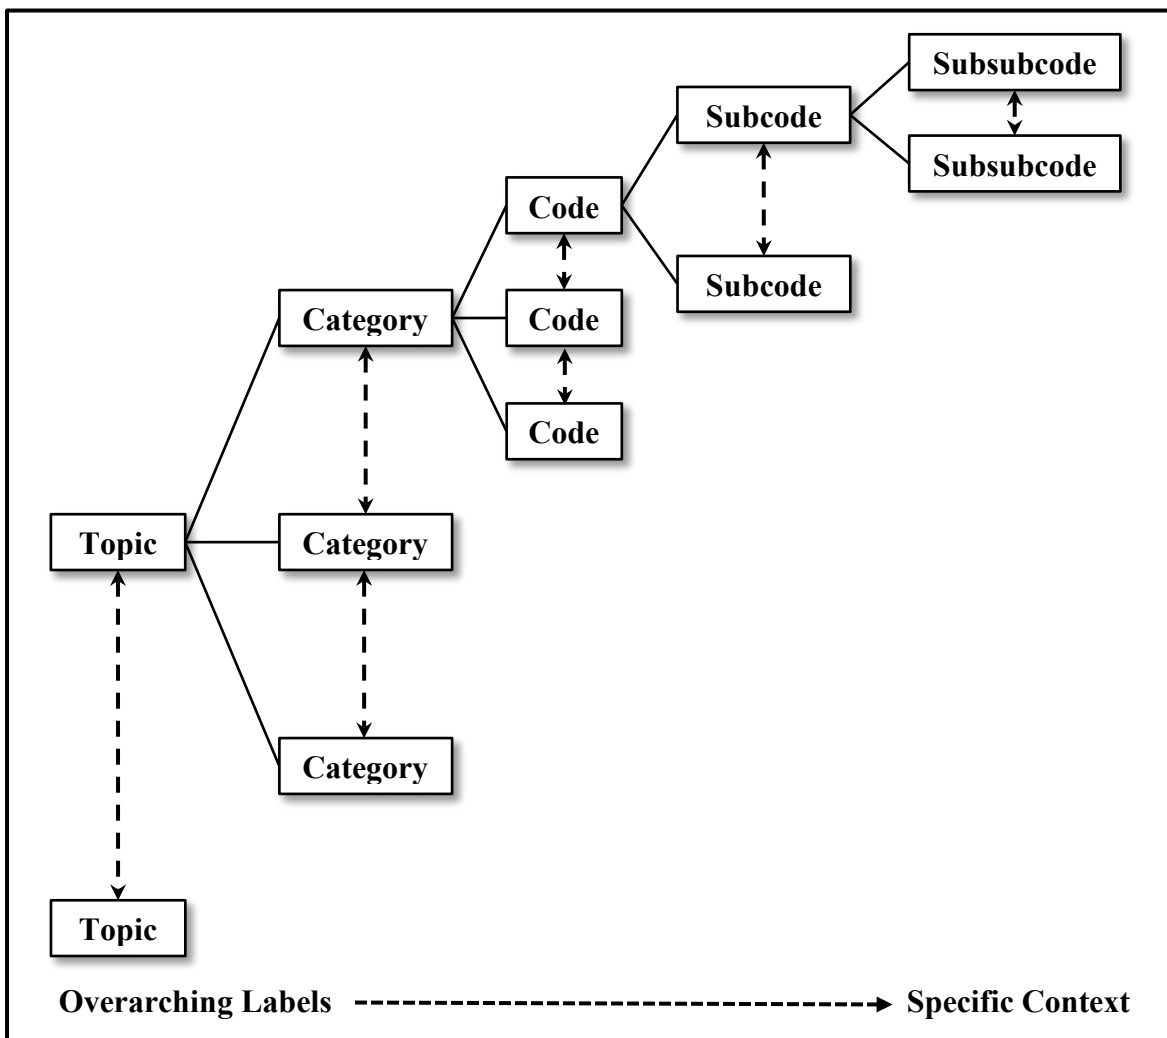 Subsubcode
Subcode
Subsubcode
Code
Subcode
Category
Code
Code
Topic
Category
Category
Topic
Overarching Labels
Specific Context